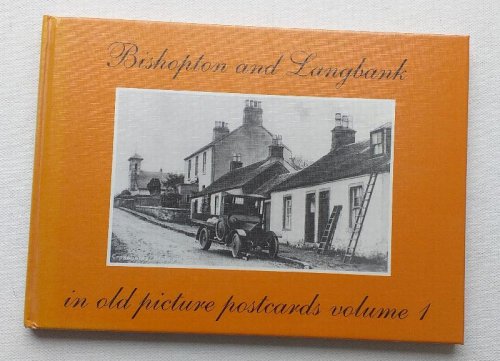 Bishopton and Langbank
in old picture postcards volume 1